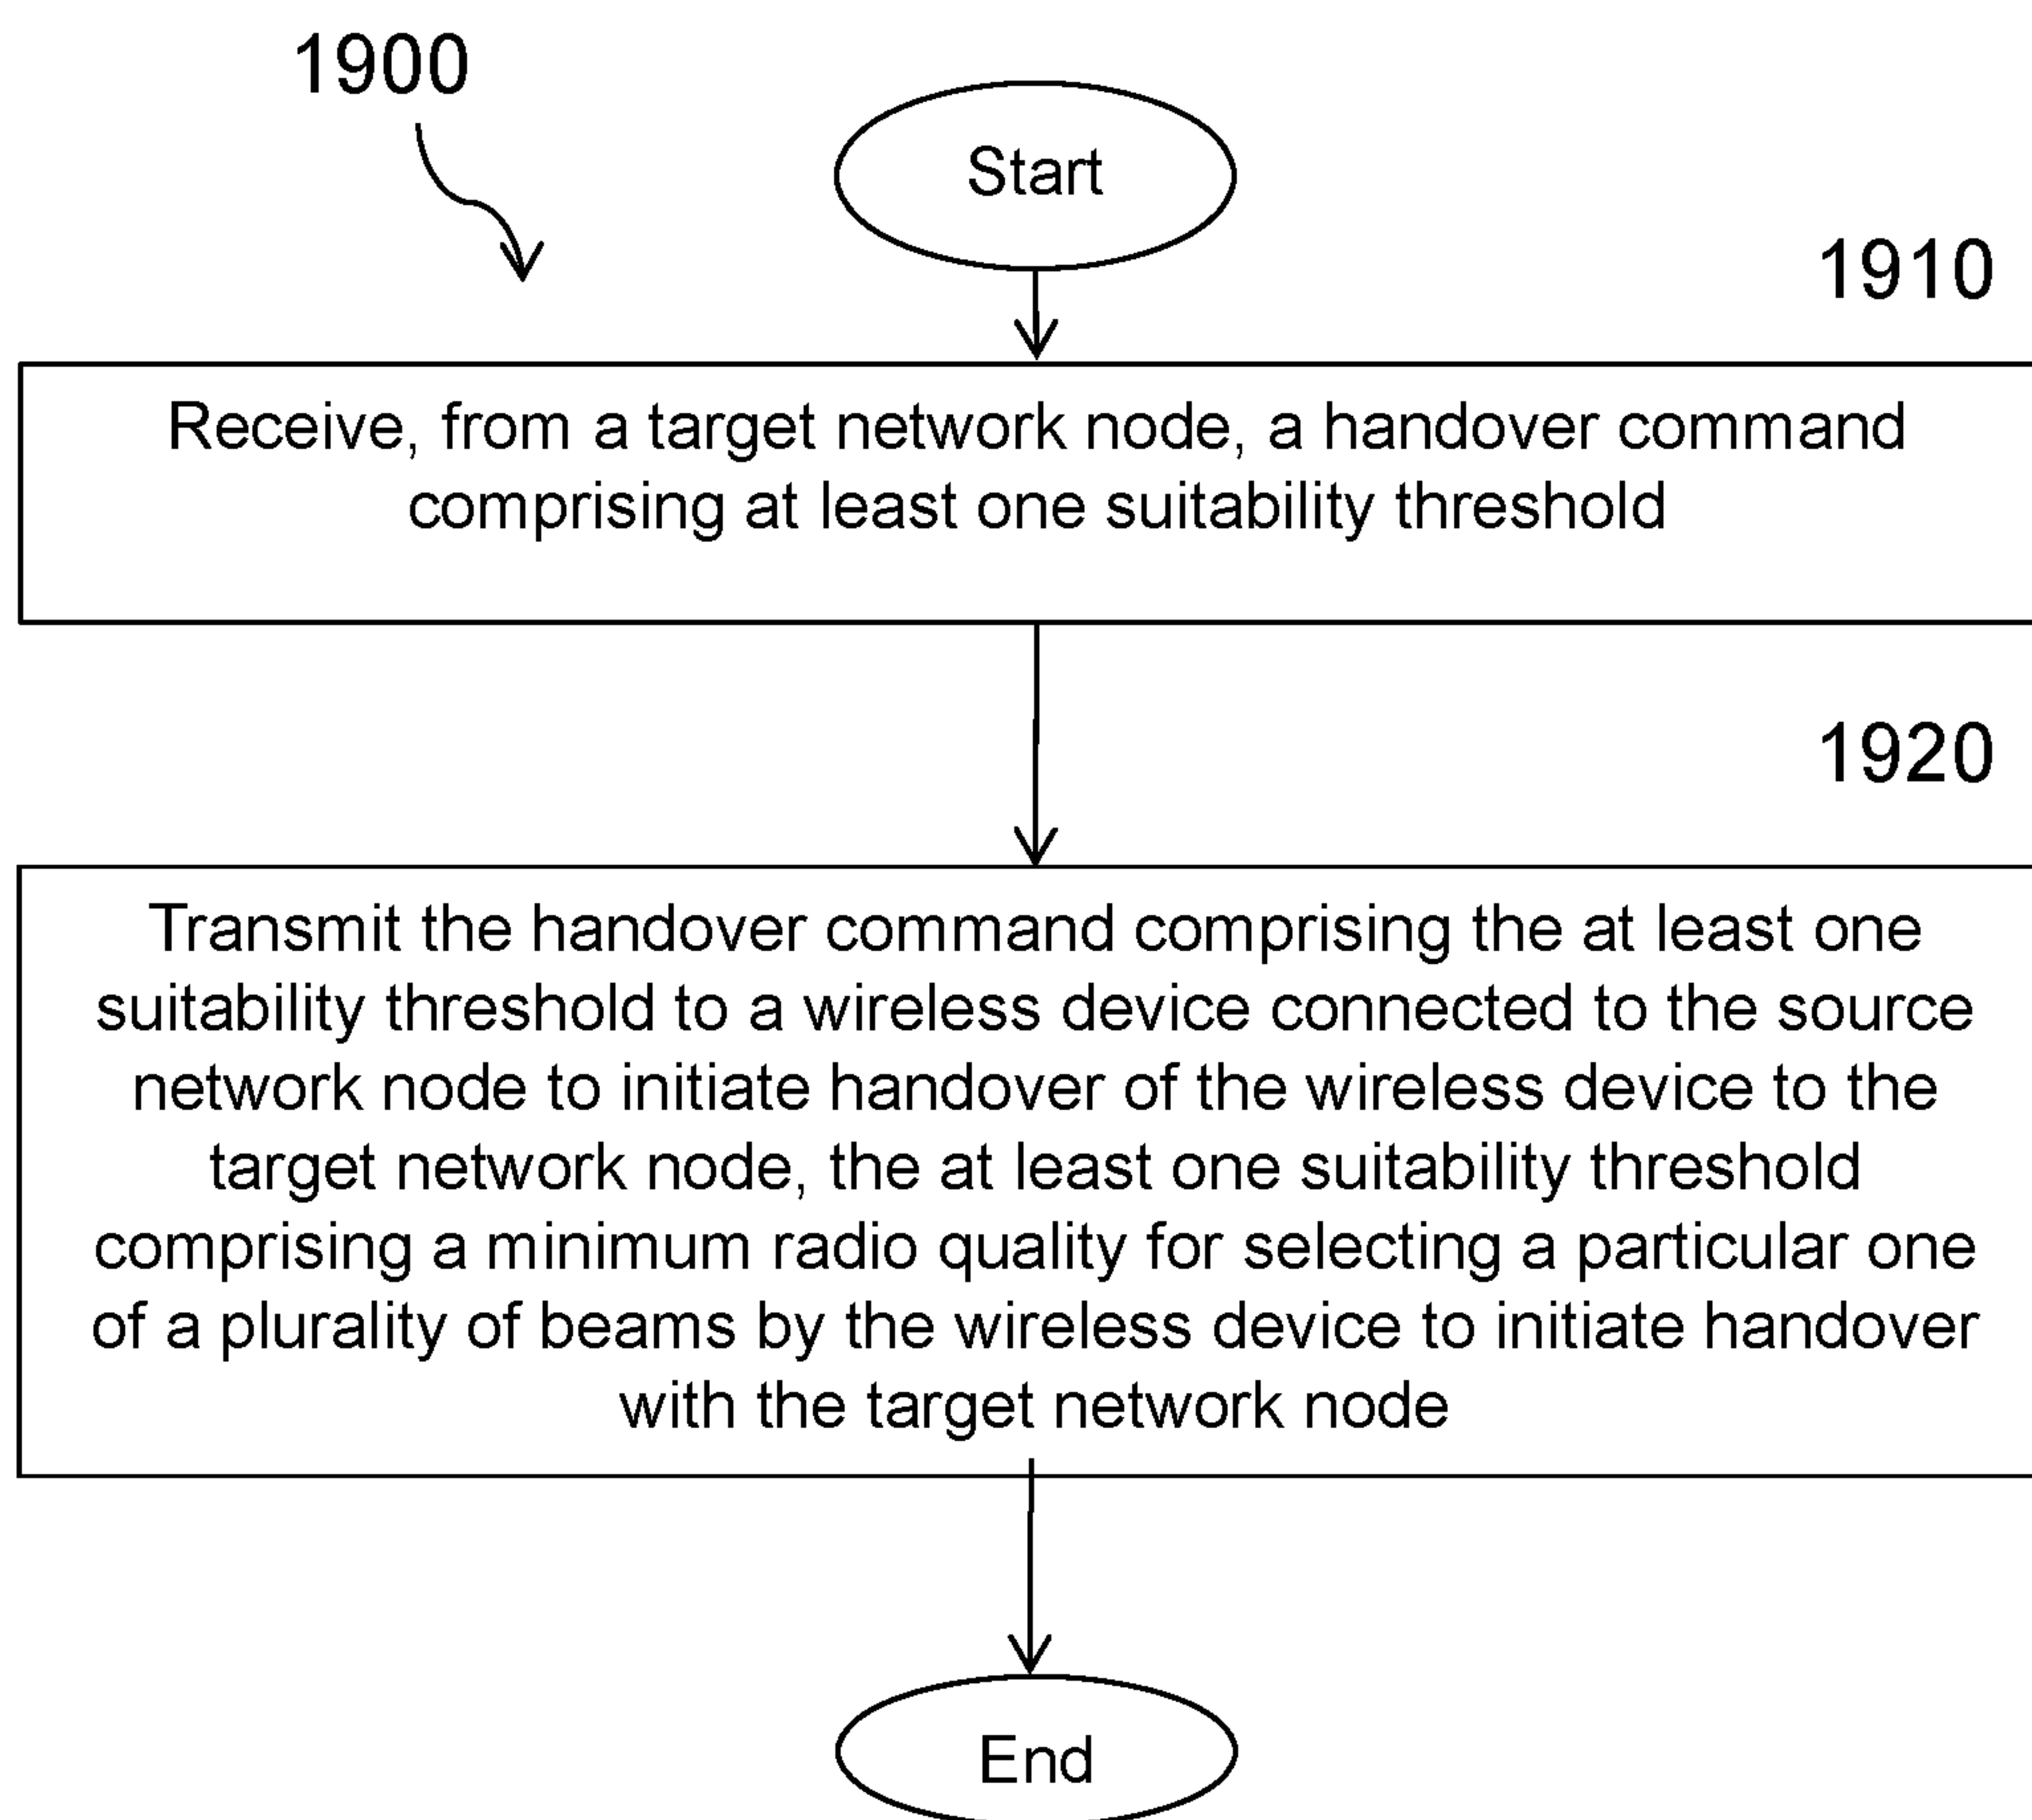 1900
Start
1910
Receive, from a target network node, a handover command
comprising at least one suitability threshold
1920
Transmit the handover command comprising the at least one
suitability threshold to a wireless device connected to the source
network node to initiate handover of the wireless device to the
target network node, the at least one suitability threshold
comprising a minimum radio quality for selecting a particular one
of a plurality of beams by the wireless device to initiate handover
with the target network node
End